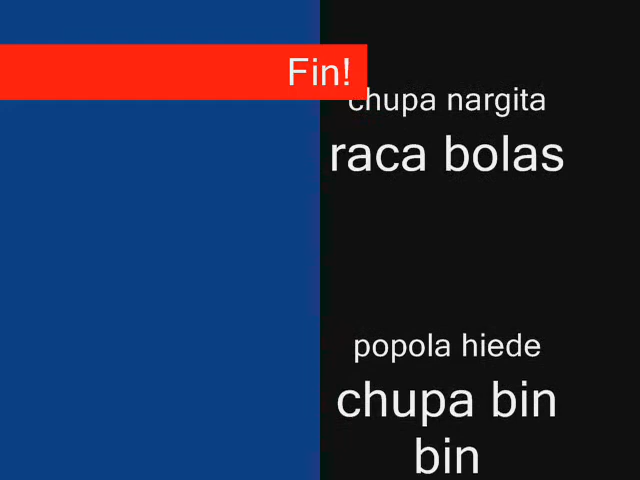 Fin!
chupa nargita
raca bolas
popola hiede
chupa bin
bin